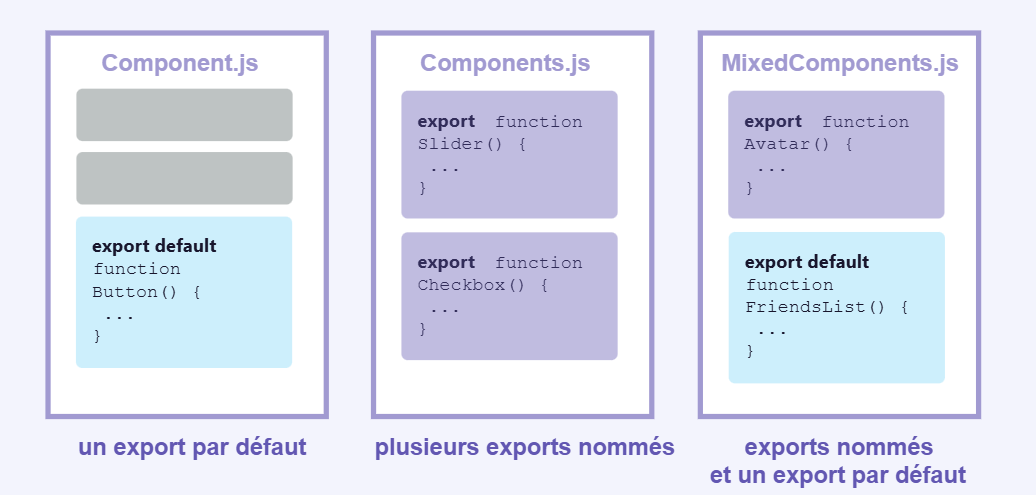 Component.js
export default
function
Button() {
...
}
un export par défaut
Components.js
export function
Slider() {
...
}
export function
Checkbox() {
...
}
plusieurs exports nommés
MixedComponents.js
export function
Avatar() {
...
}
export default
function
FriendsList() {
...
}
exports nommés
et un export par défaut